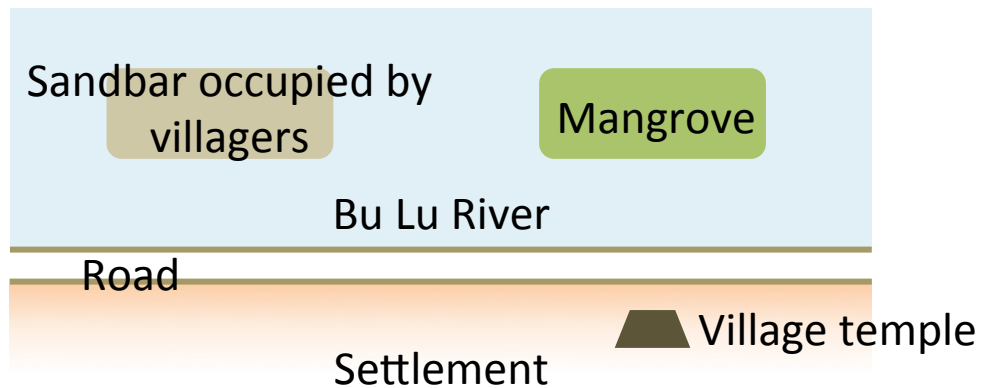 Sandbar occupied by
villagers
Mangrove
Bu Lu River
Road
Village temple
Settlement